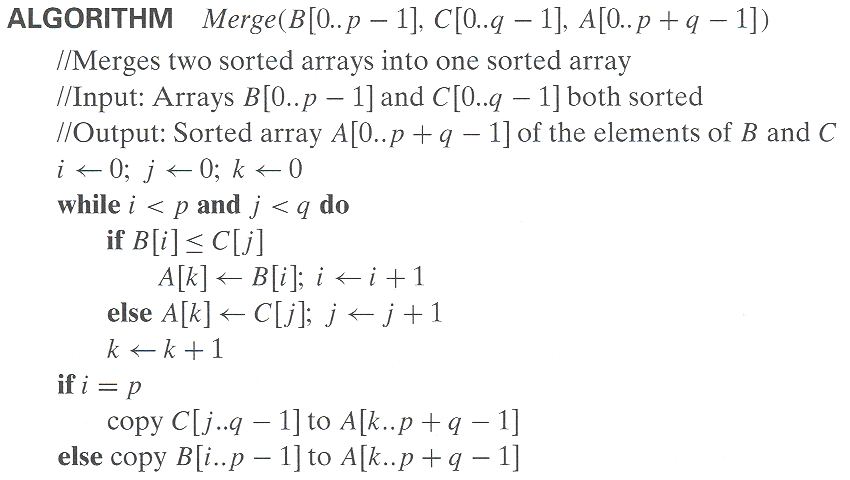 ALGORITHM Merge(B[0..p − 1], C[0..q − 1], A[0..p + q − 1])
//Merges two sorted arrays into one sorted array
//Input: Arrays B[0..p − 1] and C[0..q − 1] both sorted
//Output: Sorted array A[0..p + q − 1] of the elements of B and C
i ← 0; j ← 0; k ← 0
while i < p and j < q do
if B[i] ≤ C[j]
A[k] ← B[i]; i ← i + 1
else A[k] ← C[j]; j ← j + 1
k ← k + 1
if i = p
copy C[j..q − 1] to A[k..p + q − 1]
else copy B[i..p − 1] to A[k..p + q − 1]